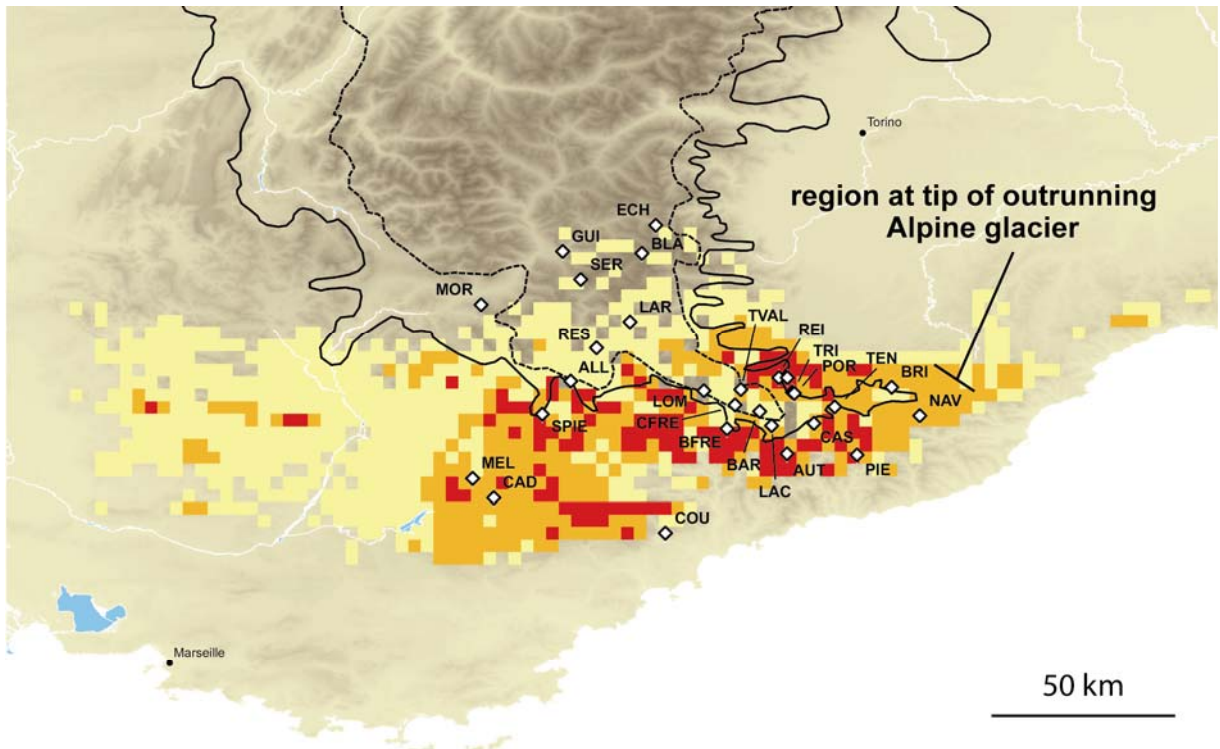 Torino
region at tip of outrunning
Alpine glacier
ECH
GUI
BLA
SER
MOR
LAR
TVAL
REI
RES
TRI
POR
TEN
ALL
BRI
LOM
NAV
SPIE
CFRE
CAS
BFRE
BAR
AUT
PIE
MEL
CAD
LAC
COU
Marseille
50 km